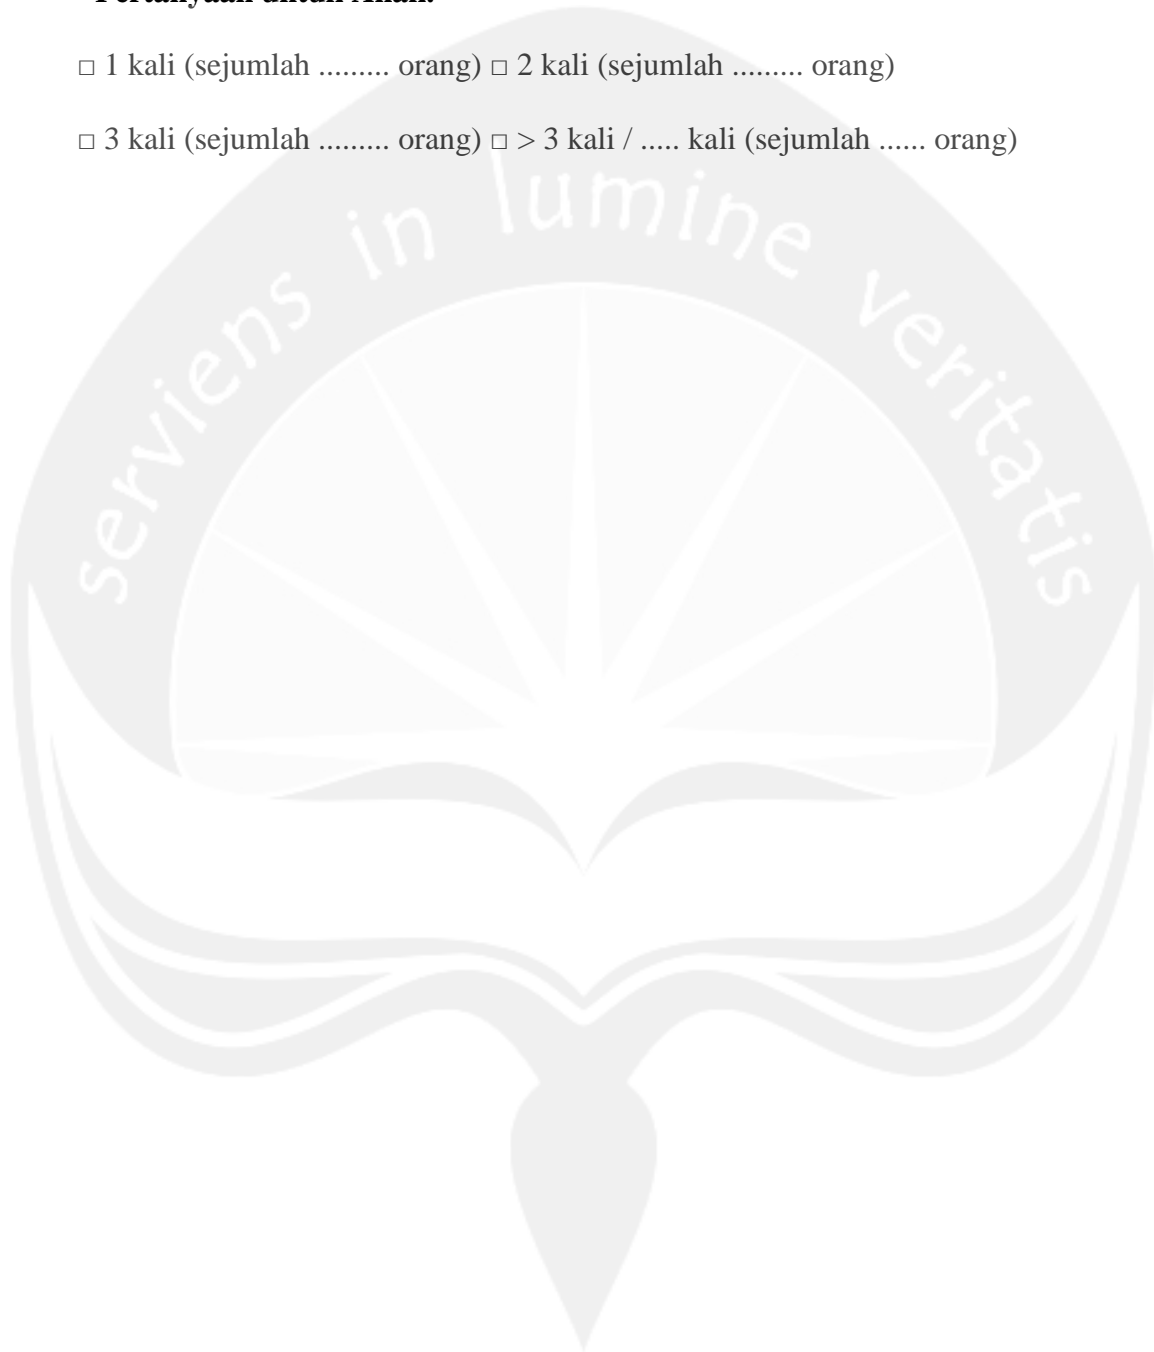 Pertanyaan untuk Anak:
□ 1 kali (sejumlah ......... orang) □ 2 kali (sejumlah ......... orang)
□ 3 kali (sejumlah ......... orang) □ > 3 kali / ..... kali (sejumlah ...... orang)
serviens in lumine veritatis